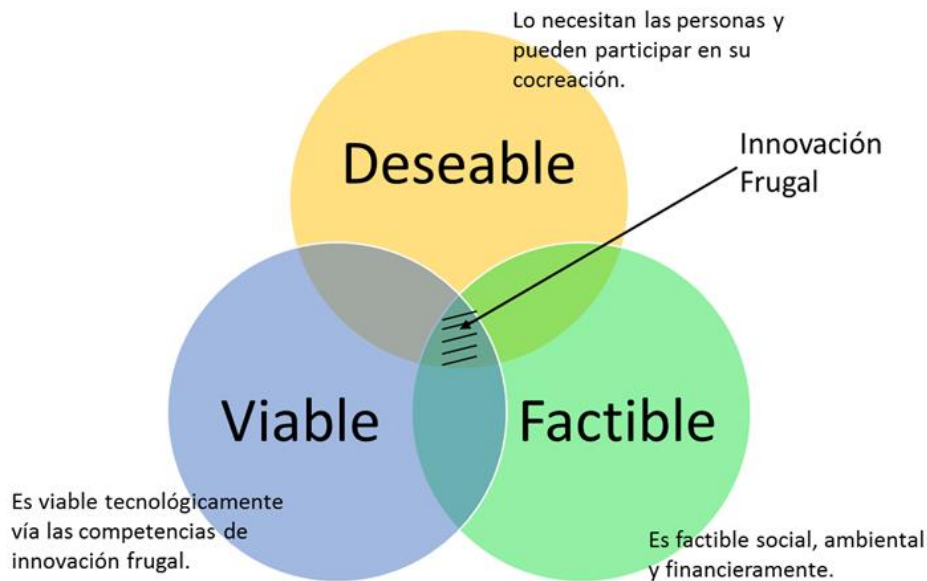 Lo necesitan las personas y
pueden participar en su
cocreación.
Deseable
Innovación
Frugal
Viable
Factible
Es viable tecnológicamente
vía las competencias de
innovación frugal.
Es factible social, ambiental
y financieramente.